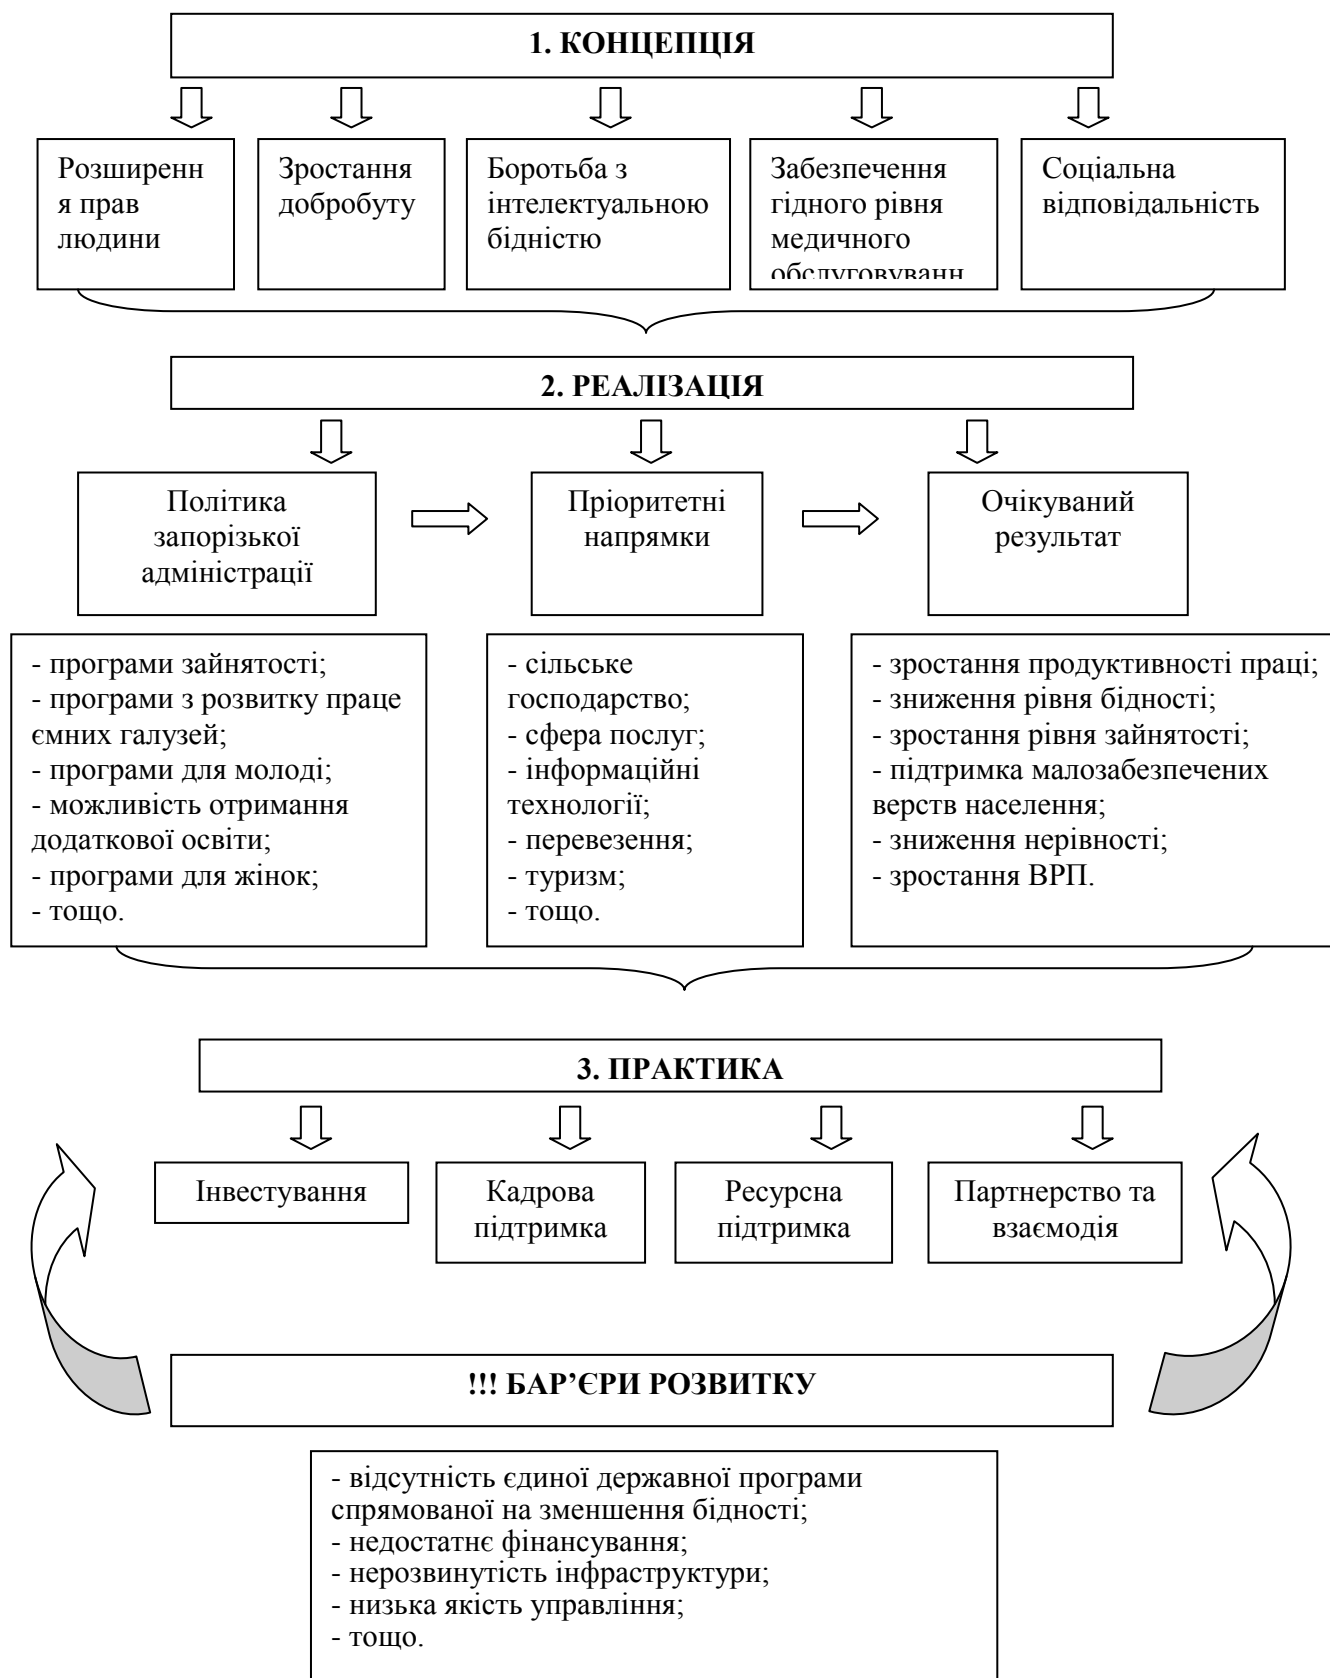 1. КОНЦЕПЦІЯ
Розширенн
я прав
людини
Зростання
добробуту
Боротьба з
інтелектуальною
бідністю
Забезпечення
гідного рівня
медичного
обслуговуванн
Соціальна
відповідальність
2. РЕАЛІЗАЦІЯ
Політика
запорізької
адміністрації
Пріоритетні
напрямки
Очікуваний
результат
- програми зайнятості;
- програми з розвитку праце
ємних галузей;
- програми для молоді;
- можливість отримання
додаткової освіти;
- програми для жінок;
- тощо.
- сільське
господарство;
- сфера послуг;
- інформаційні
технології;
- перевезення;
- туризм;
- тощо.
- зростання продуктивності праці;
- зниження рівня бідності;
- зростання рівня зайнятості;
- підтримка малозабезпечених
верств населення;
- зниження нерівності;
- зростання ВРП.
3. ПРАКТИКА
Інвестування
Кадрова
підтримка
Ресурсна
підтримка
Партнерство та
взаємодія
!!! БАР’ЄРИ РОЗВИТКУ
- відсутність єдиної державної програми
спрямованої на зменшення бідності;
- недостатнє фінансування;
- нерозвинутість інфраструктури;
- низька якість управління;
- тощо.